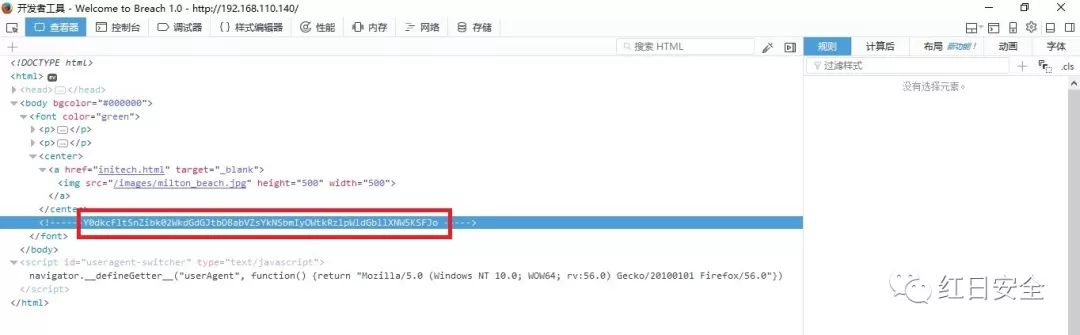 开发者工具 - Welcome to Breach 1.0 - http://192.168.110.140/
查看器 控制台 调试器 {} 样式编辑器 性能 内存 网络 存储
+ 搜索 HTML 规则 计算后 布局 新功能! 动画 字体
<!DOCTYPE html> 过滤样式 + .cls
<html> ev 没有选择元素。
<head>…</head>
<body bgcolor="#000000">
<font color="green">
<p>…</p>
<p>…</p>
<center>
<a href="initech.html" target="_blank">
<img src="/images/milton_beach.jpg" height="500" width="500">
</a>
</center>
<!------Y0dkcFltSnZibk02WkdGdGJtbDBabVZsYkNSbmIyOWtkRzlpWldGbllXNW5KSFJo ----->
</font>
</body>
<script id="useragent-switcher" type="text/javascript">
navigator.__defineGetter__("userAgent", function() {return "Mozilla/5.0 (Windows NT 10.0; WOW64; rv:56.0) Gecko/20100101 Firefox/56.0"})
</script>
</html>
红日安全